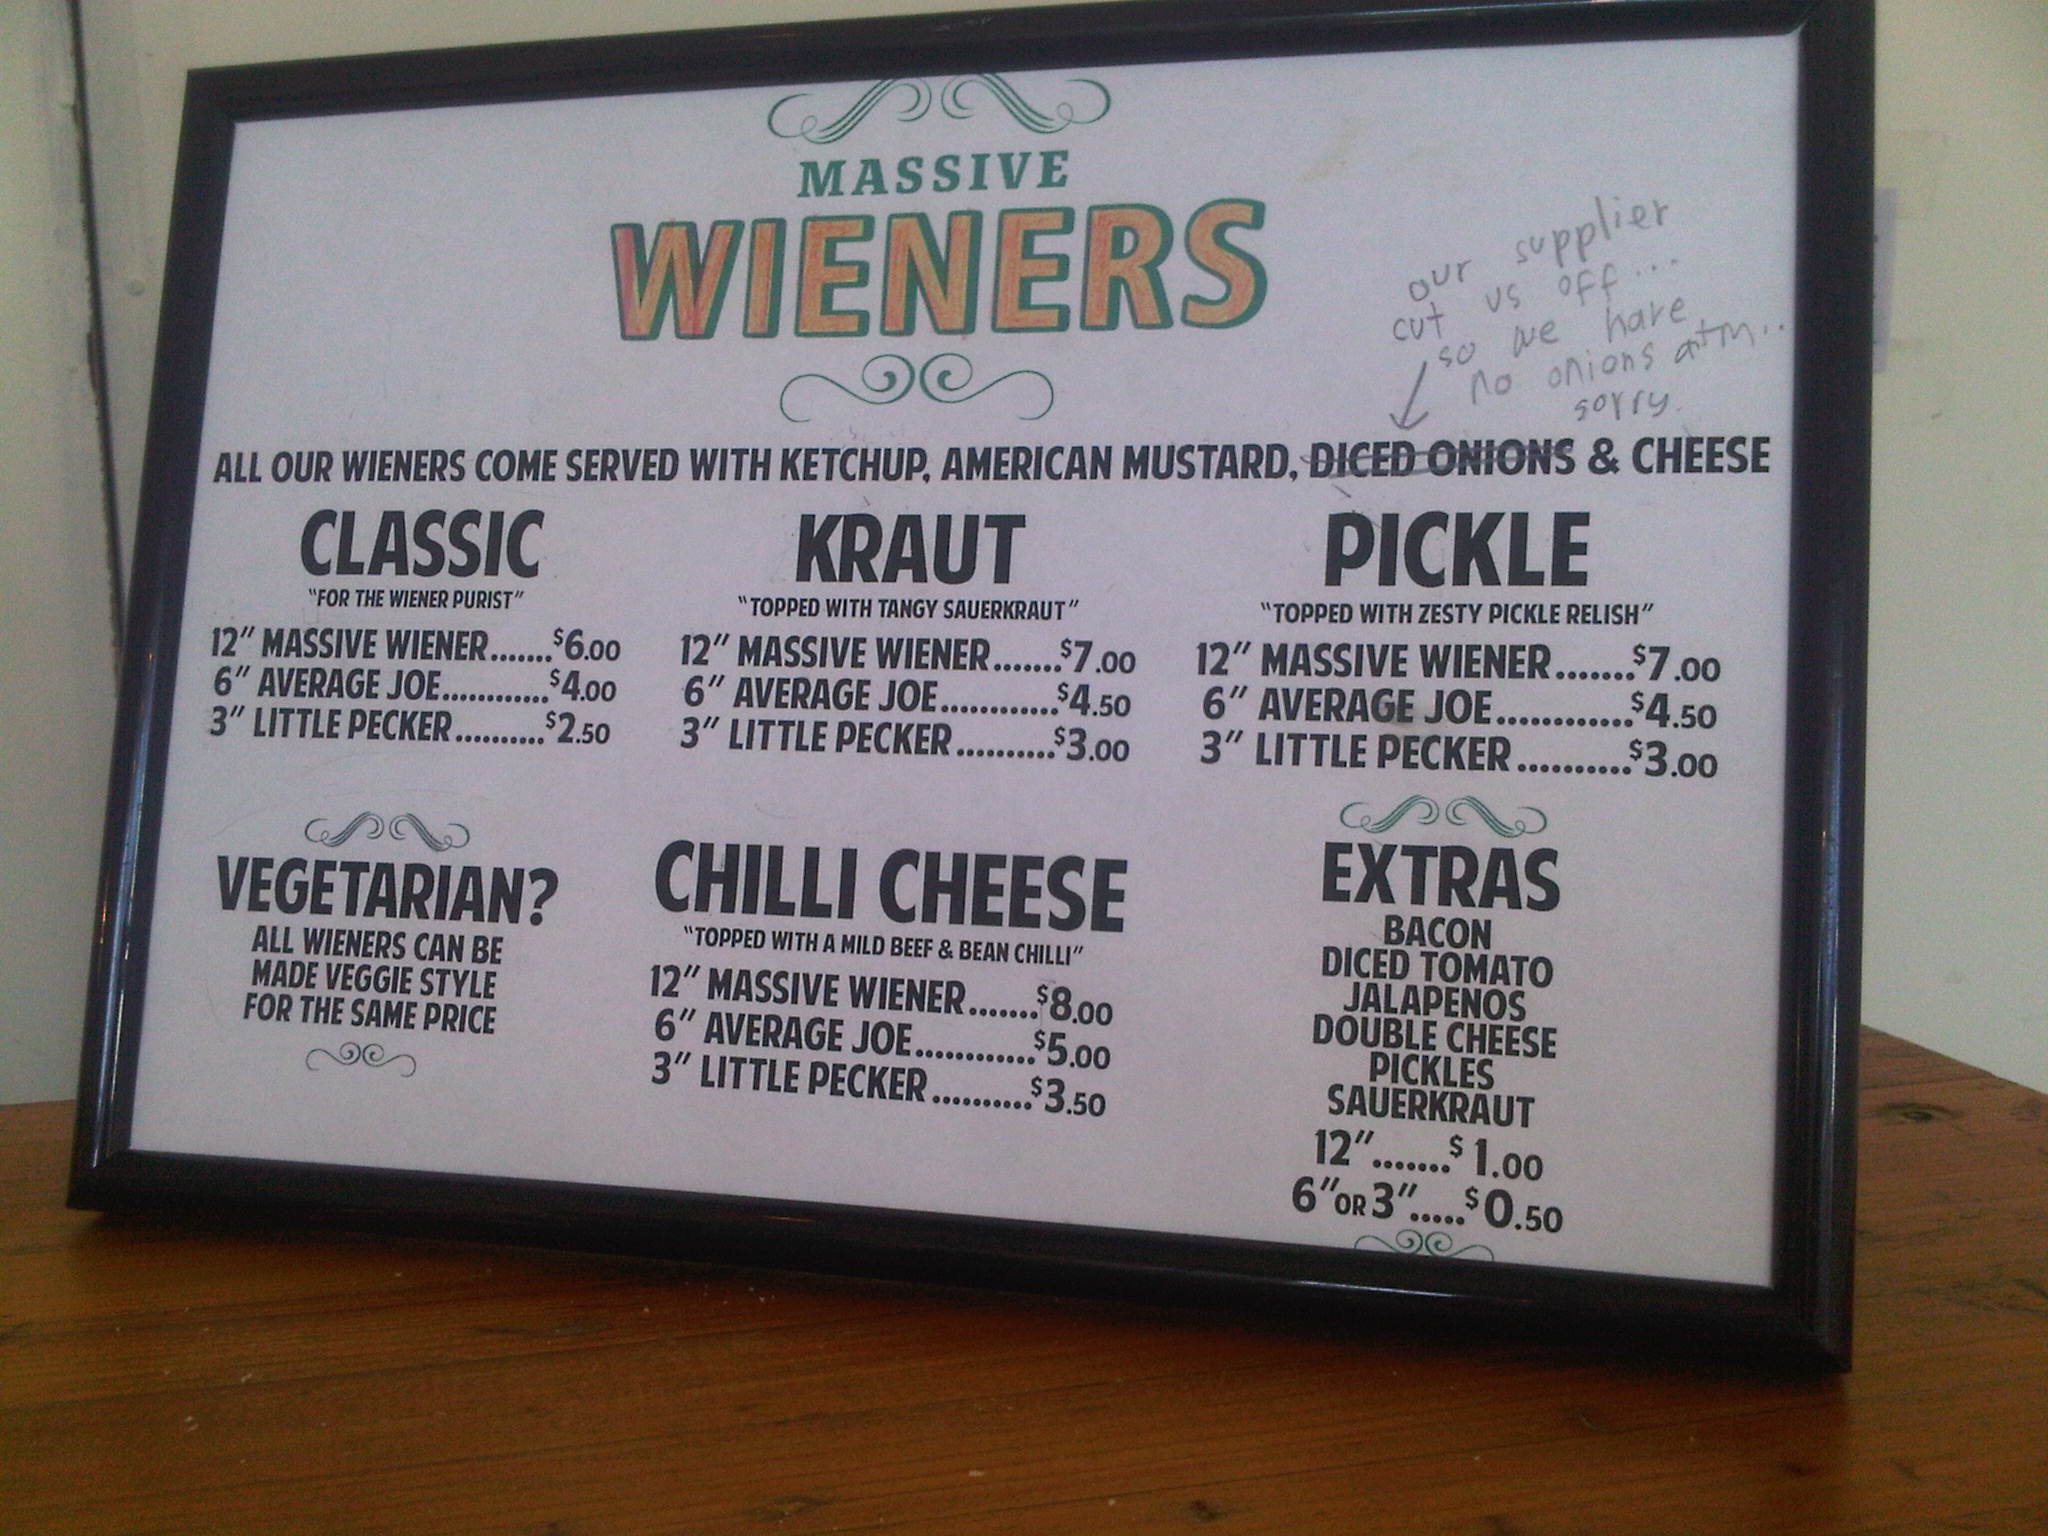 MASSIVE
WIENERS
our supplier
cut us off...
so we have
no onions atm..
sorry.
ALL OUR WIENERS COME SERVED WITH KETCHUP, AMERICAN MUSTARD, DICED ONIONS & CHEESE
CLASSIC
"FOR THE WIENER PURIST"
12" MASSIVE WIENER.......$6.00
6" AVERAGE JOE............$4.00
3" LITTLE PECKER..........$2.50
KRAUT
"TOPPED WITH TANGY SAUERKRAUT"
12" MASSIVE WIENER.......$7.00
6" AVERAGE JOE............$4.50
3" LITTLE PECKER..........$3.00
PICKLE
"TOPPED WITH ZESTY PICKLE RELISH"
12" MASSIVE WIENER.......$7.00
6" AVERAGE JOE............$4.50
3" LITTLE PECKER..........$3.00
VEGETARIAN?
ALL WIENERS CAN BE
MADE VEGGIE STYLE
FOR THE SAME PRICE
CHILLI CHEESE
"TOPPED WITH A MILD BEEF & BEAN CHILLI"
12" MASSIVE WIENER.......$8.00
6" AVERAGE JOE............$5.00
3" LITTLE PECKER..........$3.50
EXTRAS
BACON
DICED TOMATO
JALAPENOS
DOUBLE CHEESE
PICKLES
SAUERKRAUT
12".......$1.00
6" OR 3".....$0.50